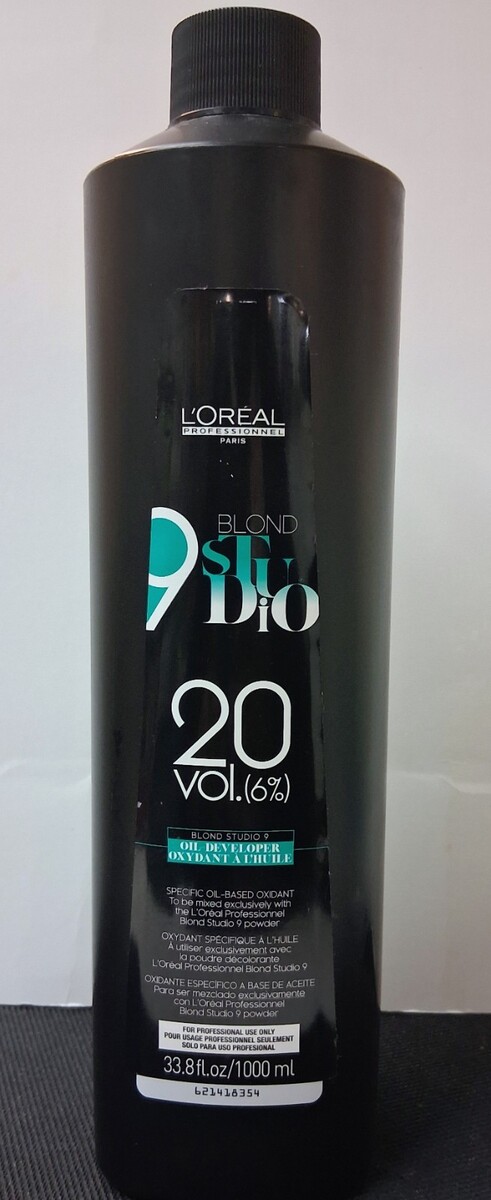 L'ORÉAL
PROFESSIONNEL
PARIS
BLOND
9 STUDiO
20
vol.(6%)
BLOND STUDIO 9
OIL DEVELOPER
OXYDANT À L'HUILE
SPECIFIC OIL-BASED OXIDANT
To be mixed exclusively with
the L'Oréal Professionnel
Blond Studio 9 powder
OXYDANT SPÉCIFIQUE À L'HUILE
À utiliser exclusivement avec
la poudre décolorante
L'Oréal Professionnel Blond Studio 9
OXIDANTE ESPECÍFICO A BASE DE ACEITE
Para ser mezclado exclusivamente
con L'Oréal Professionnel
Blond Studio 9 powder
FOR PROFESSIONAL USE ONLY
POUR USAGE PROFESSIONNEL SEULEMENT
SOLO PARA USO PROFESIONAL
33.8fl.oz/1000 ml
621418354